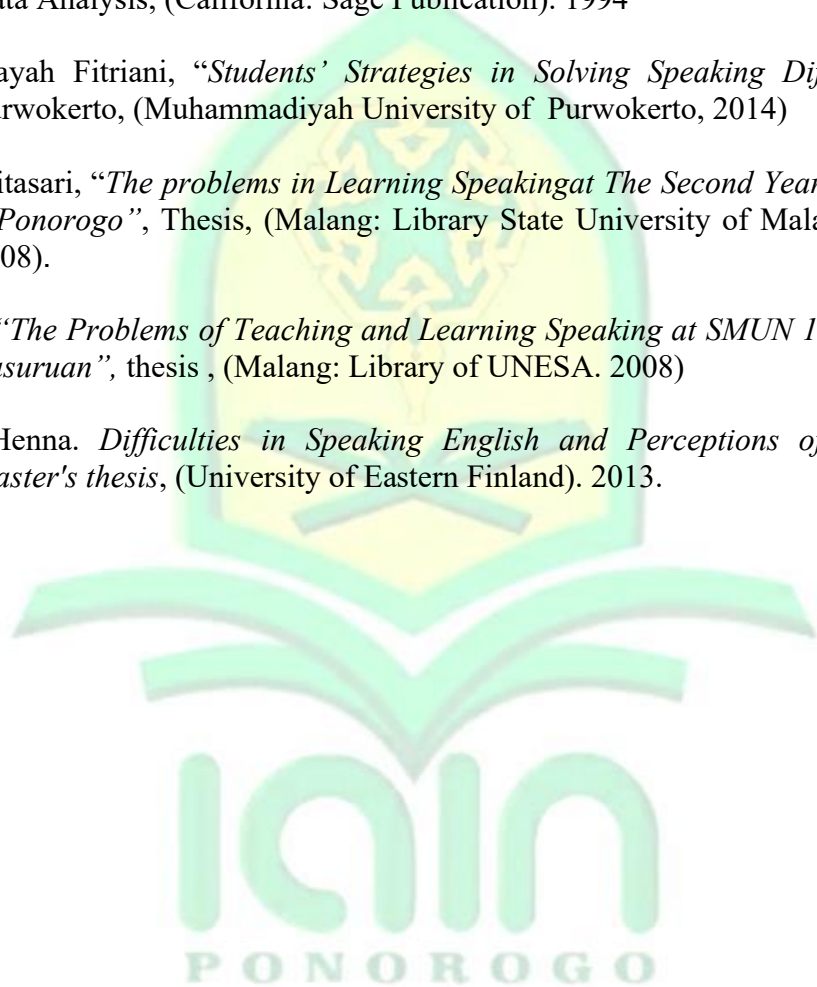 ata Analysis, (California: Sage Publication). 1994
ayah Fitriani, “Students’ Strategies in Solving Speaking Dif
urwokerto, (Muhammadiyah University of Purwokerto, 2014)
itasari, “The problems in Learning Speakingat The Second Year
Ponorogo”, Thesis, (Malang: Library State University of Mala
08).
“The Problems of Teaching and Learning Speaking at SMUN 1
asuruan”, thesis , (Malang: Library of UNESA. 2008)
Henna. Difficulties in Speaking English and Perceptions of
aster's thesis, (University of Eastern Finland). 2013.
iain
PONOROGO